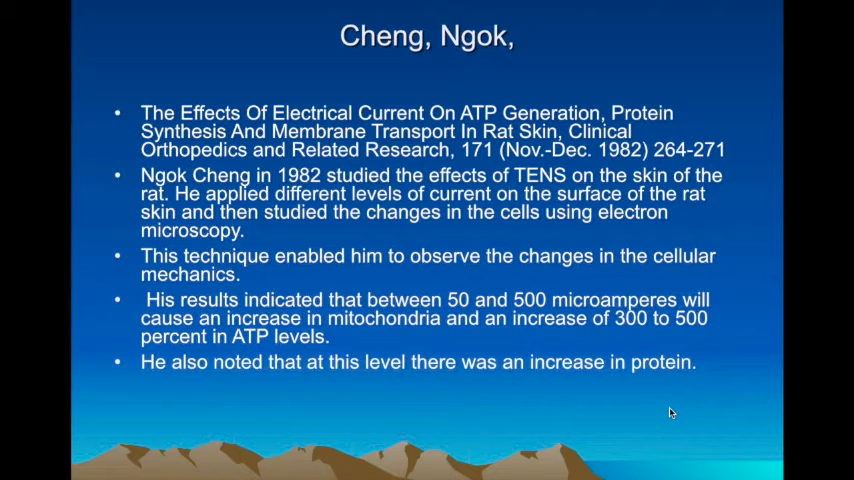 Cheng, Ngok,
• The Effects Of Electrical Current On ATP Generation, Protein
Synthesis And Membrane Transport In Rat Skin, Clinical
Orthopedics and Related Research, 171 (Nov.-Dec. 1982) 264-271
• Ngok Cheng in 1982 studied the effects of TENS on the skin of the
rat. He applied different levels of current on the surface of the rat
skin and then studied the changes in the cells using electron
microscopy.
• This technique enabled him to observe the changes in the cellular
mechanics.
• His results indicated that between 50 and 500 microamperes will
cause an increase in mitochondria and an increase of 300 to 500
percent in ATP levels.
• He also noted that at this level there was an increase in protein.